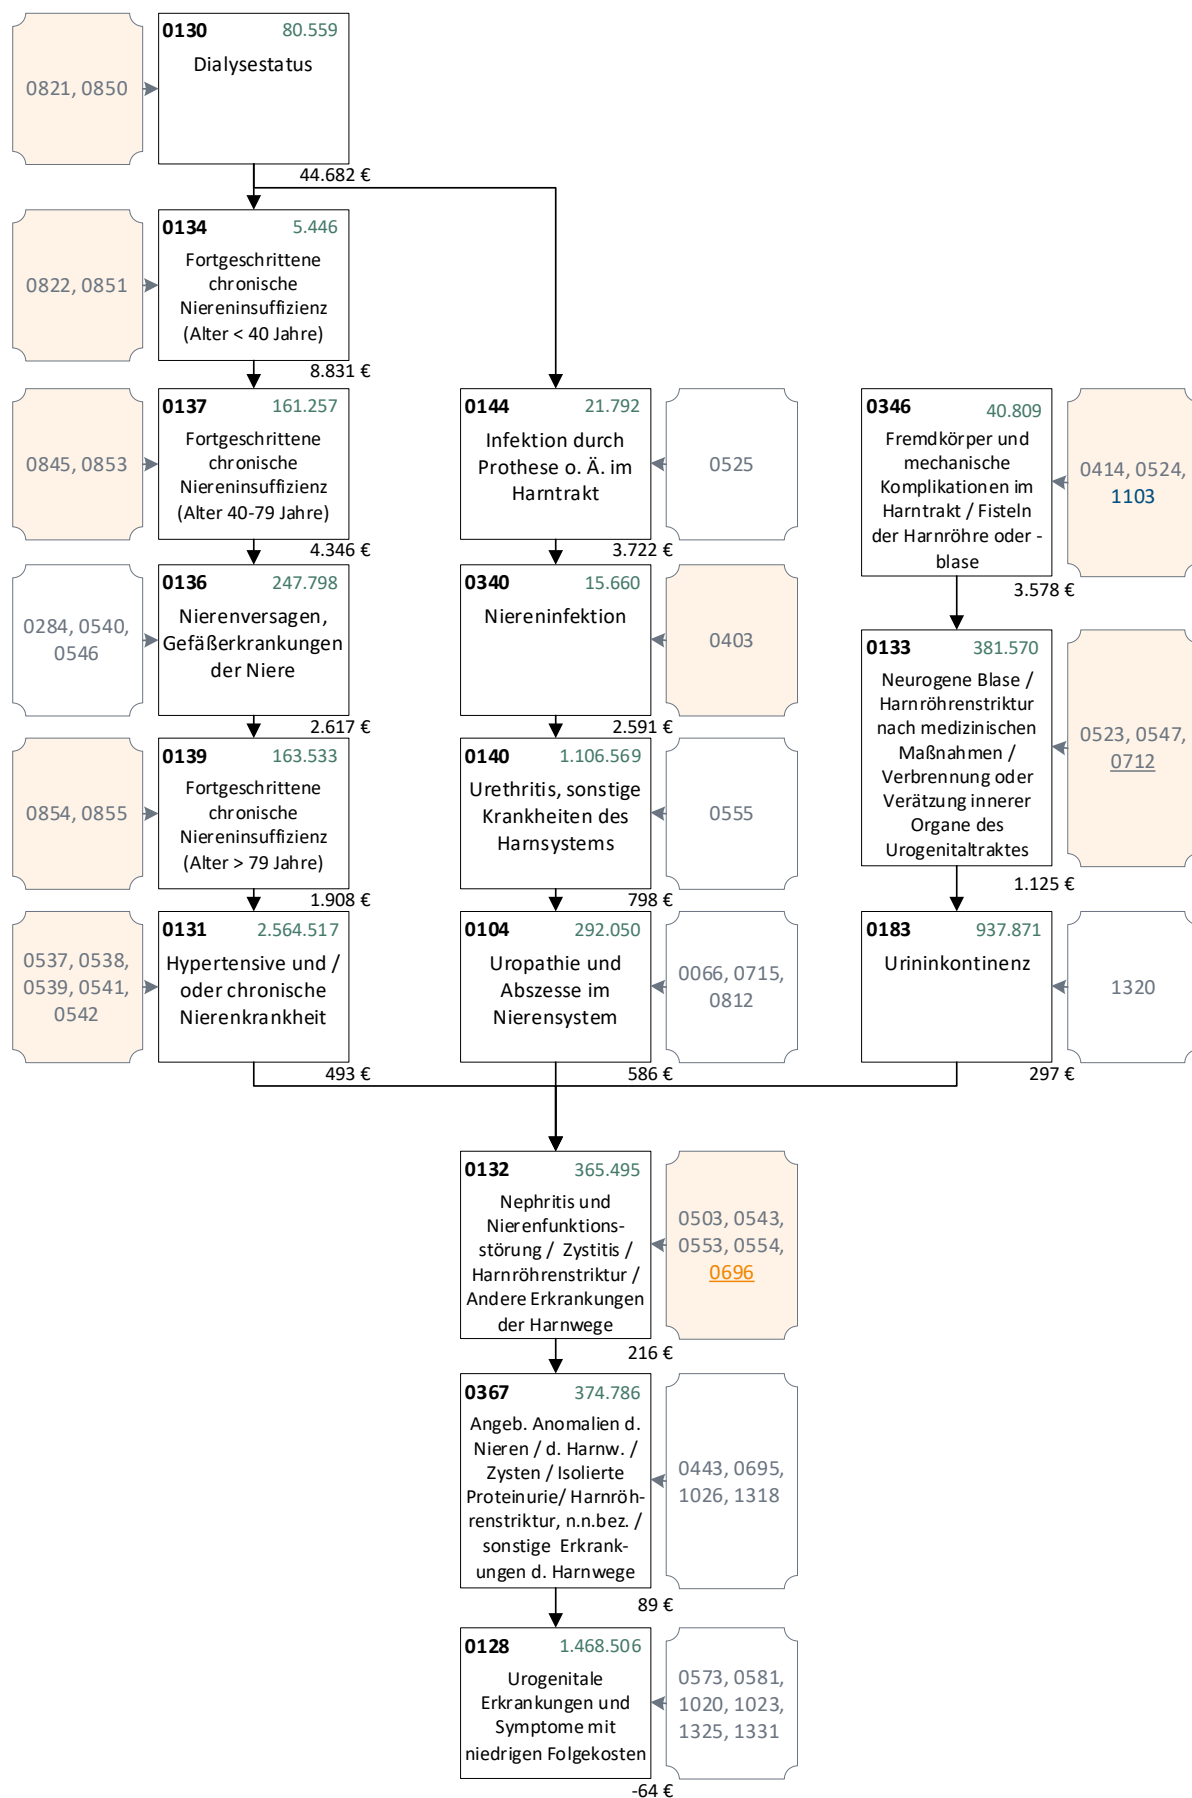 0821, 0850
0130 80.559
Dialysestatus
44.682 €
0822, 0851
0134 5.446
Fortgeschrittene
chronische
Niereninsuffizienz
(Alter < 40 Jahre)
8.831 €
0845, 0853
0137 161.257
Fortgeschrittene
chronische
Niereninsuffizienz
(Alter 40-79 Jahre)
4.346 €
0284, 0540,
0546
0136 247.798
Nierenversagen,
Gefäßerkrankungen
der Niere
2.617 €
0854, 0855
0139 163.533
Fortgeschrittene
chronische
Niereninsuffizienz
(Alter > 79 Jahre)
1.908 €
0537, 0538,
0539, 0541,
0542
0131 2.564.517
Hypertensive und /
oder chronische
Nierenkrankheit
493 €
0144 21.792
Infektion durch
Prothese o. Ä. im
Harntrakt
0525
3.722 €
0340 15.660
Niereninfektion
0403
2.591 €
0140 1.106.569
Urethritis, sonstige
Krankheiten des
Harnsystems
0555
798 €
0104 292.050
Uropathie und
Abszesse im
Nierensystem
0066, 0715,
0812
586 €
0346 40.809
Fremdkörper und
mechanische
Komplikationen im
Harntrakt / Fisteln
der Harnröhre oder -
blase
0414, 0524,
1103
3.578 €
0133 381.570
Neurogene Blase /
Harnröhrenstriktur
nach medizinischen
Maßnahmen /
Verbrennung oder
Verätzung innerer
Organe des
Urogenitaltraktes
0523, 0547,
0712
1.125 €
0183 937.871
Urininkontinenz
1320
297 €
0132 365.495
Nephritis und
Nierenfunktions-
störung / Zystitis /
Harnröhrenstriktur /
Andere Erkrankungen
der Harnwege
0503, 0543,
0553, 0554,
0696
216 €
0367 374.786
Angeb. Anomalien d.
Nieren / d. Harnw. /
Zysten / Isolierte
Proteinurie/ Harnröh-
renstriktur, n.n.bez. /
sonstige Erkrank-
ungen d. Harnwege
0443, 0695,
1026, 1318
89 €
0128 1.468.506
Urogenitale
Erkrankungen und
Symptome mit
niedrigen Folgekosten
0573, 0581,
1020, 1023,
1325, 1331
-64 €